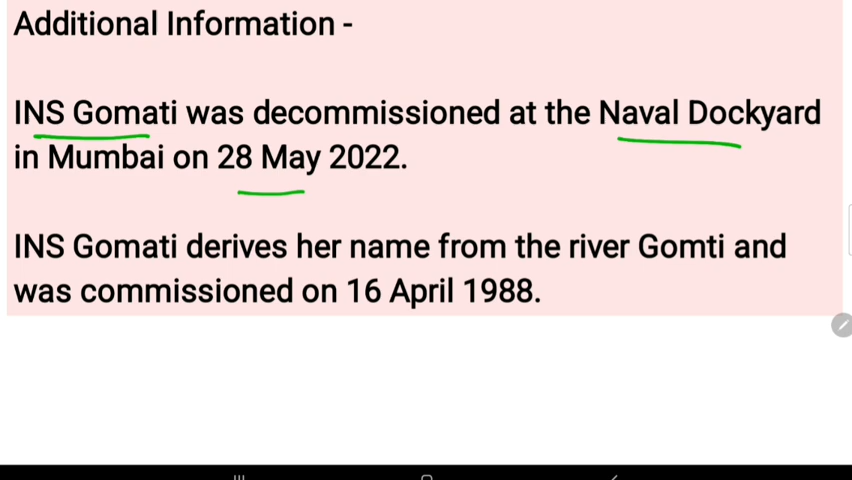 Additional Information -
INS Gomati was decommissioned at the Naval Dockyard
in Mumbai on 28 May 2022.
INS Gomati derives her name from the river Gomti and
was commissioned on 16 April 1988.